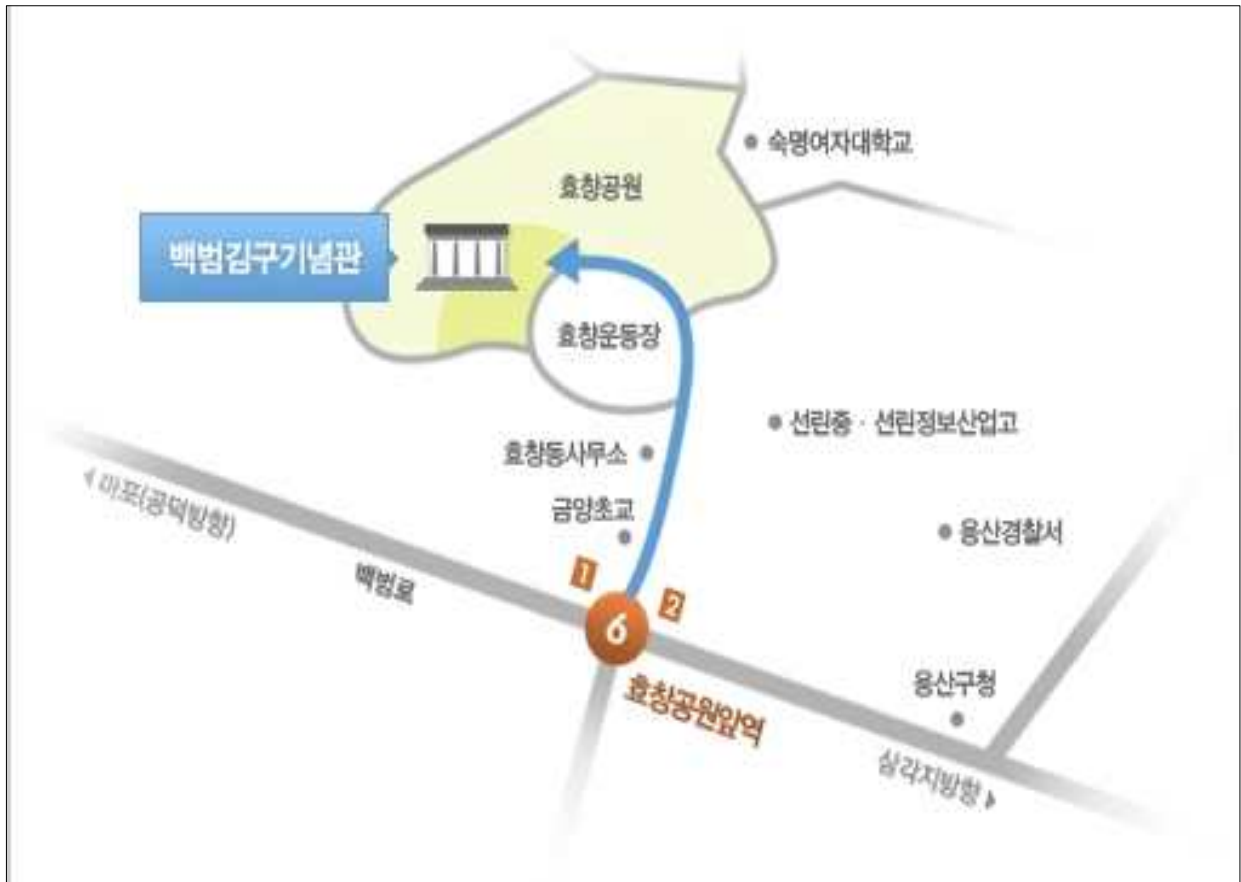 숙명여자대학교
효창공원
백범김구기념관
효창운동장
선린중 · 선린정보산업고
효창동사무소
◀ 마포(공덕방향)
금양초교
용산경찰서
백범로
1
2
6
용산구청
효창공원앞역
삼각지방향 ▶